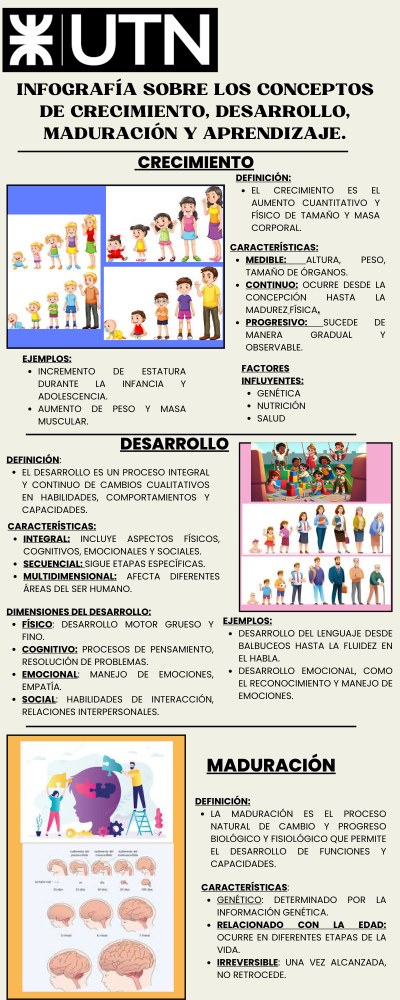 UTN
INFOGRAFÍA SOBRE LOS CONCEPTOS
DE CRECIMIENTO, DESARROLLO,
MADURACIÓN Y APRENDIZAJE.
CRECIMIENTO
DEFINICIÓN:
• EL CRECIMIENTO ES EL
AUMENTO CUANTITATIVO Y
FÍSICO DE TAMAÑO Y MASA
CORPORAL.
CARACTERÍSTICAS:
• MEDIBLE: ALTURA, PESO,
TAMAÑO DE ÓRGANOS.
• CONTINUO: OCURRE DESDE LA
CONCEPCIÓN HASTA LA
MADUREZ FÍSICA.
• PROGRESIVO: SUCEDE DE
MANERA GRADUAL Y
OBSERVABLE.
EJEMPLOS:
• INCREMENTO DE ESTATURA
DURANTE LA INFANCIA Y
ADOLESCENCIA.
• AUMENTO DE PESO Y MASA
MUSCULAR.
FACTORES
INFLUYENTES:
• GENÉTICA
• NUTRICIÓN
• SALUD
DESARROLLO
DEFINICIÓN:
• EL DESARROLLO ES UN PROCESO INTEGRAL
Y CONTINUO DE CAMBIOS CUALITATIVOS
EN HABILIDADES, COMPORTAMIENTOS Y
CAPACIDADES.
CARACTERÍSTICAS:
• INTEGRAL: INCLUYE ASPECTOS FÍSICOS,
COGNITIVOS, EMOCIONALES Y SOCIALES.
• SECUENCIAL: SIGUE ETAPAS ESPECÍFICAS.
• MULTIDIMENSIONAL: AFECTA DIFERENTES
ÁREAS DEL SER HUMANO.
DIMENSIONES DEL DESARROLLO:
• FÍSICO: DESARROLLO MOTOR GRUESO Y
FINO.
• COGNITIVO: PROCESOS DE PENSAMIENTO,
RESOLUCIÓN DE PROBLEMAS.
• EMOCIONAL: MANEJO DE EMOCIONES,
EMPATÍA.
• SOCIAL: HABILIDADES DE INTERACCIÓN,
RELACIONES INTERPERSONALES.
EJEMPLOS:
• DESARROLLO DEL LENGUAJE DESDE
BALBUCEOS HASTA LA FLUIDEZ EN
EL HABLA.
• DESARROLLO EMOCIONAL, COMO
EL RECONOCIMIENTO Y MANEJO DE
EMOCIONES.
MADURACIÓN
DEFINICIÓN:
• LA MADURACIÓN ES EL PROCESO
NATURAL DE CAMBIO Y PROGRESO
BIOLÓGICO Y FISIOLÓGICO QUE PERMITE
EL DESARROLLO DE FUNCIONES Y
CAPACIDADES.
CARACTERÍSTICAS:
• GENÉTICO: DETERMINADO POR LA
INFORMACIÓN GENÉTICA.
• RELACIONADO CON LA EDAD:
OCURRE EN DIFERENTES ETAPAS DE LA
VIDA.
• IRREVERSIBLE: UNA VEZ ALCANZADA,
NO RETROCEDE.